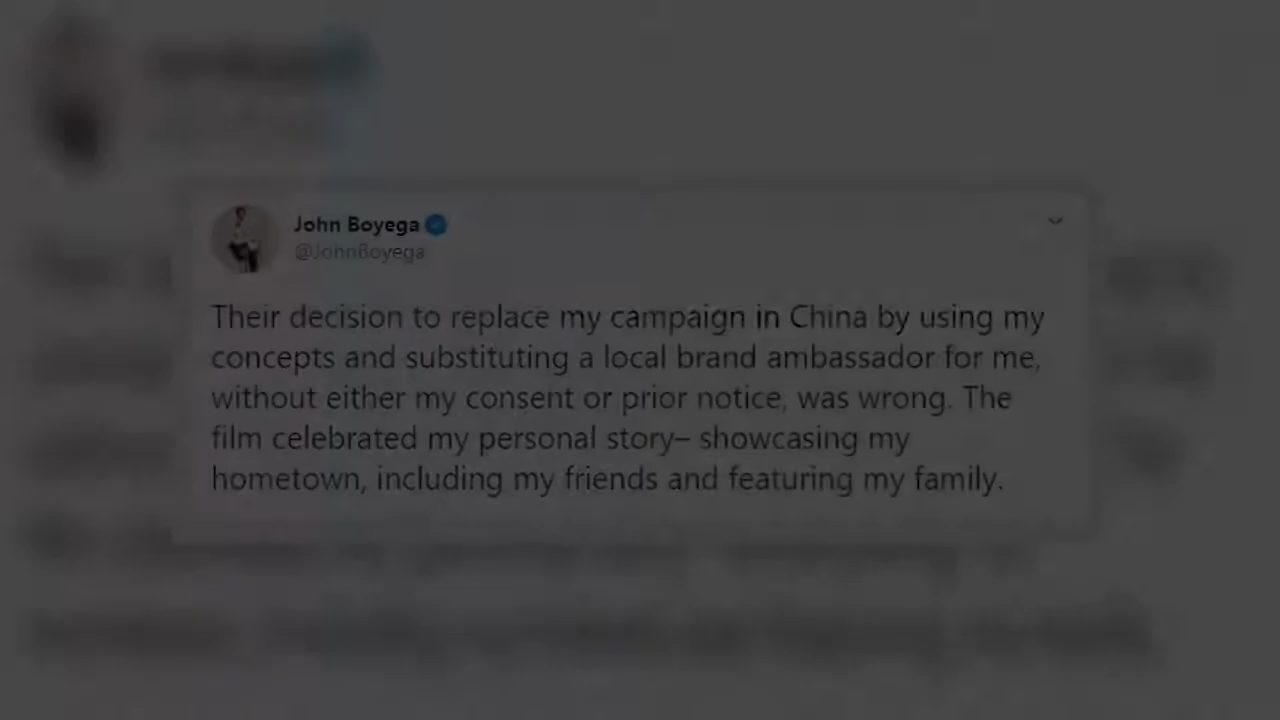 John Boyega
@JohnBoyega
Their decision to replace my campaign in China by using my
concepts and substituting a local brand ambassador for me,
without either my consent or prior notice, was wrong. The
film celebrated my personal story– showcasing my
hometown, including my friends and featuring my family.